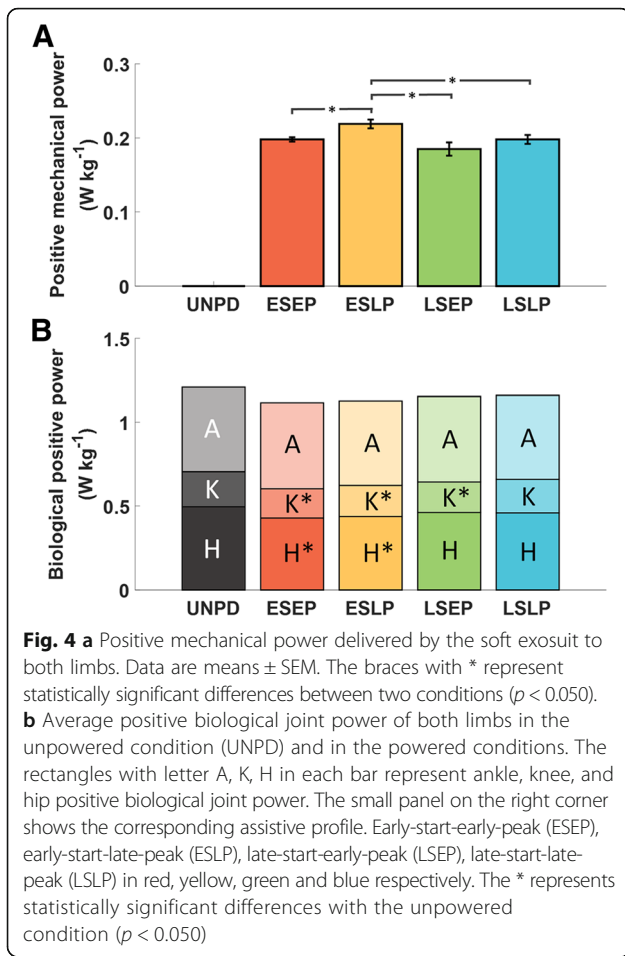 A
Positive mechanical power
(W kg-1)
0.3
0.2
0.1
0
*
*
*
UNPD ESEP ESLP LSEP LSLP
B
Biological positive power
(W kg-1)
1.5
1
0.5
0
A A A A A
K K* K* K* K
H H* H* H H
UNPD ESEP ESLP LSEP LSLP
Fig. 4 a Positive mechanical power delivered by the soft exosuit to
both limbs. Data are means ± SEM. The braces with * represent
statistically significant differences between two conditions (p < 0.050).
b Average positive biological joint power of both limbs in the
unpowered condition (UNPD) and in the powered conditions. The
rectangles with letter A, K, H in each bar represent ankle, knee, and
hip positive biological joint power. The small panel on the right corner
shows the corresponding assistive profile. Early-start-early-peak (ESEP),
early-start-late-peak (ESLP), late-start-early-peak (LSEP), late-start-late-
peak (LSLP) in red, yellow, green and blue respectively. The * represents
statistically significant differences with the unpowered
condition (p < 0.050)